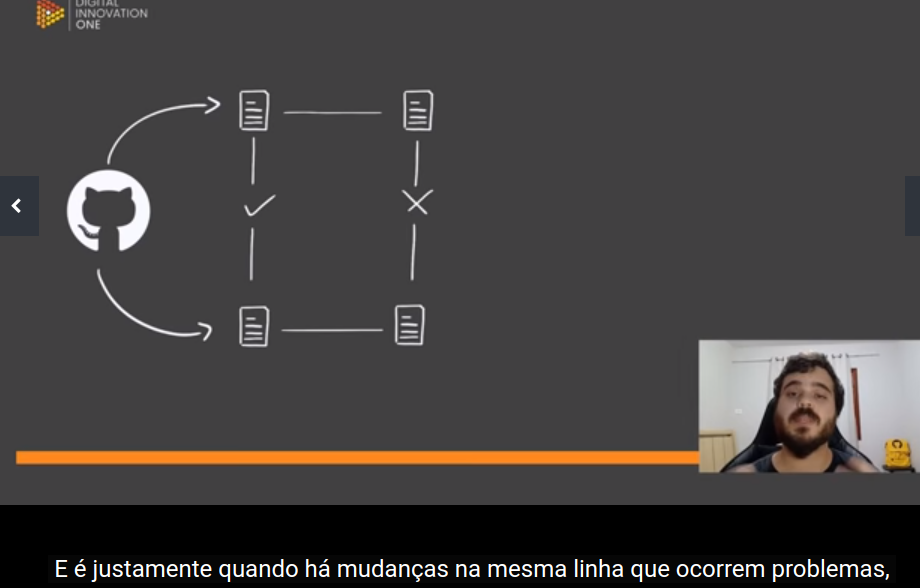 DIGITAL
INNOVATION
ONE
E é justamente quando há mudanças na mesma linha que ocorrem problemas,